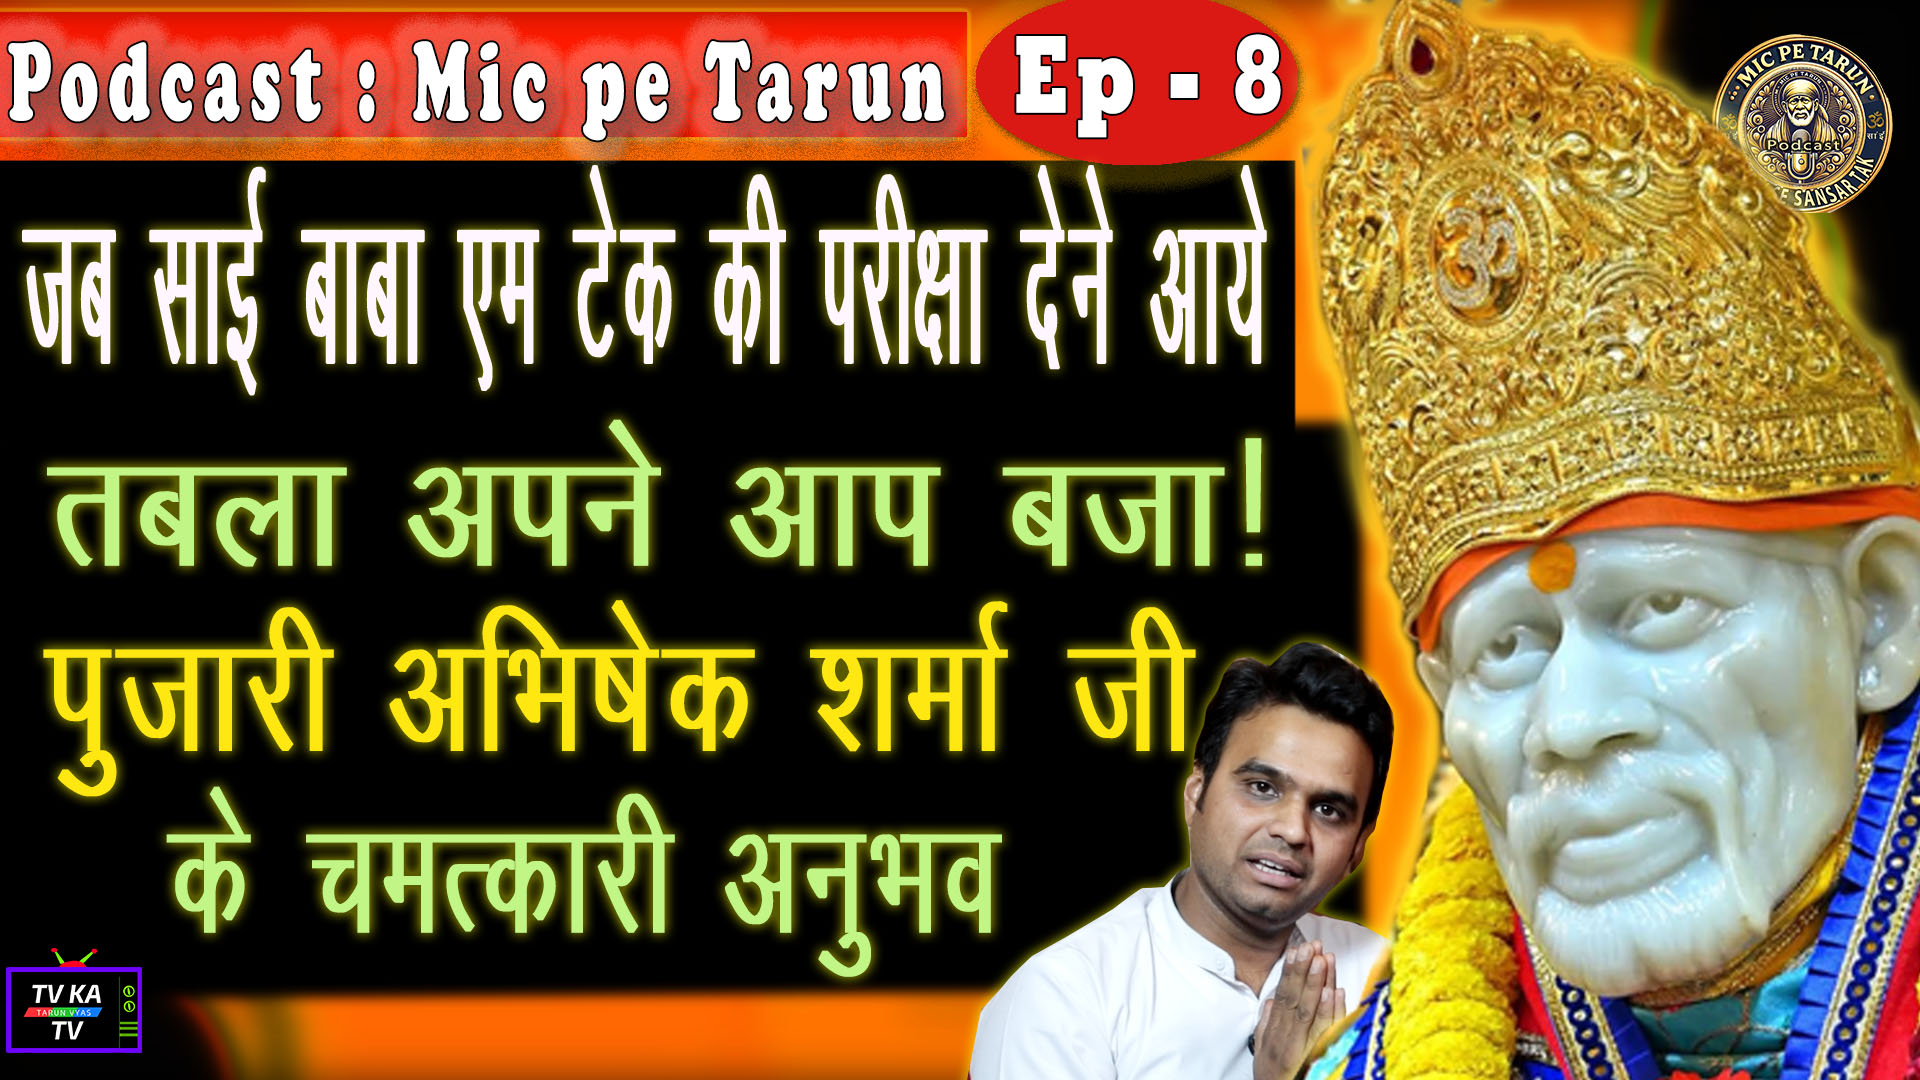 Podcast : Mic pe Tarun Ep - 8
MIC PE TARUN
Podcast
SANSAR TAK
जब साई बाबा एम टेक की परीक्षा देने आये
तबला अपने आप बजा!
पुजारी अभिषेक शर्मा जी
के चमत्कारी अनुभव
TV KA
TARUN VYAS
TV